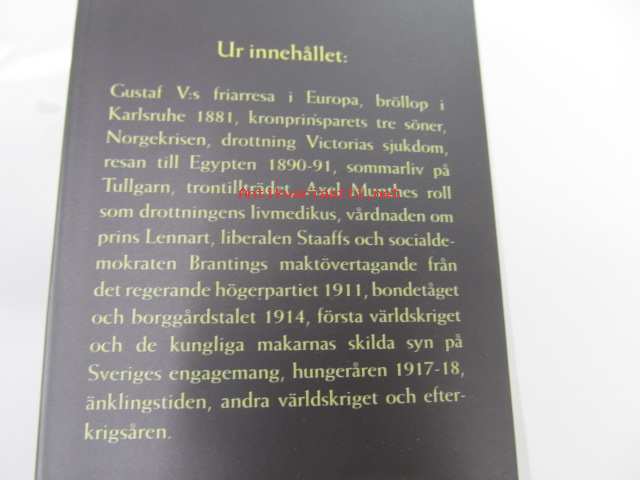 Ur innehållet:
Gustaf V:s friarresa i Europa, bröllop i
Karlsruhe 1881, kronprinsparets tre söner,
Norgekrisen, drottning Victorias sjukdom,
resan till Egypten 1890-91, sommarliv på
Tullgarn, trontillträdet, Axel Munthes roll
som drottningens livmedikus, vårdnaden om
prins Lennart, liberalen Staaffs och socialde-
mokraten Brantings maktövertagande från
det regerande högerpartiet 1911, bondetåget
och borggårdstalet 1914, första världskriget
och de kungliga makarnas skilda syn på
Sveriges engagemang, hungeråren 1917-18,
änklingstiden, andra världskriget och efter-
krigsåren.